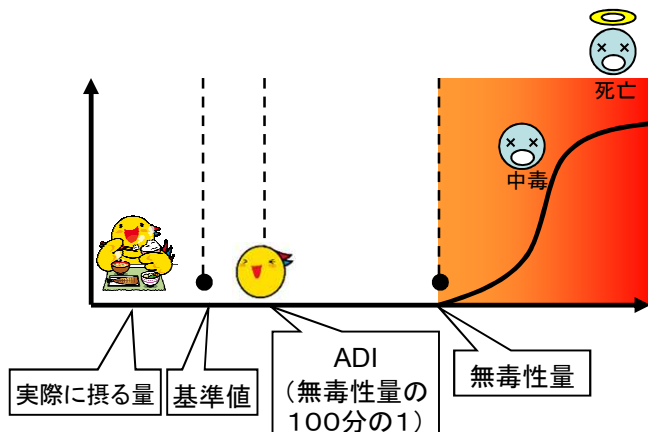 死亡
中毒
実際に摂る量
基準値
ADI
（無毒性量の
100分の1）
無毒性量